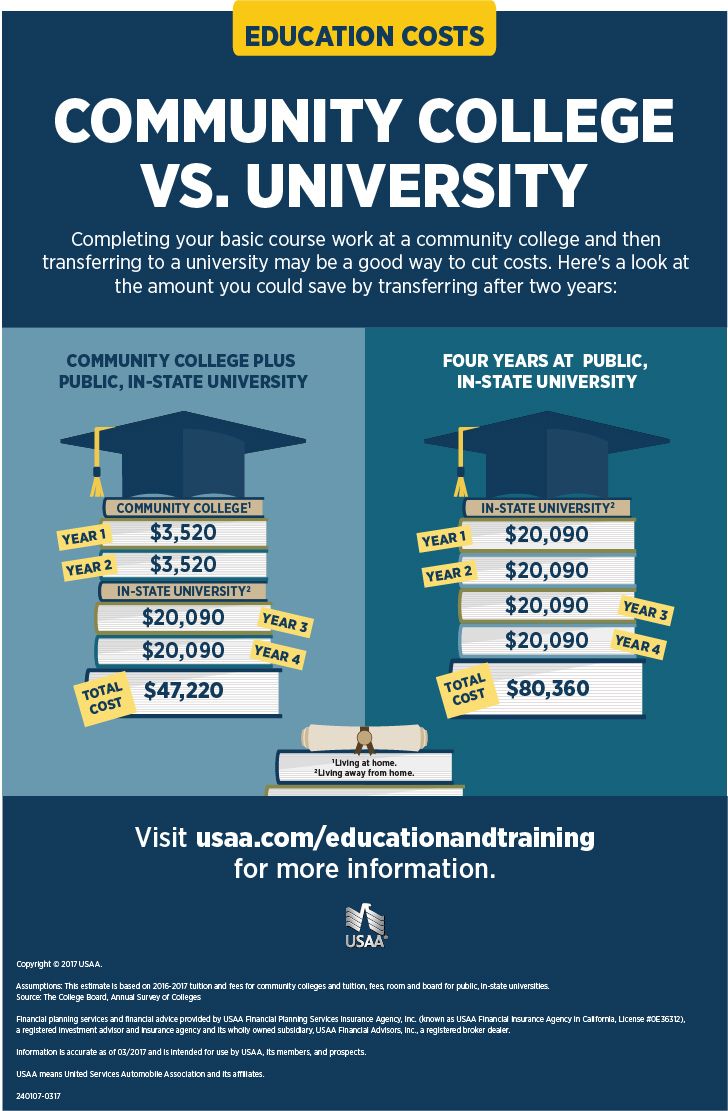 EDUCATION COSTS
COMMUNITY COLLEGE
VS. UNIVERSITY
Completing your basic course work at a community college and then
transferring to a university may be a good way to cut costs. Here's a look at
the amount you could save by transferring after two years:
COMMUNITY COLLEGE PLUS
PUBLIC, IN-STATE UNIVERSITY
COMMUNITY COLLEGE¹
YEAR 1 $3,520
YEAR 2 $3,520
IN-STATE UNIVERSITY²
$20,090 YEAR 3
$20,090 YEAR 4
TOTAL
COST
$47,220
FOUR YEARS AT PUBLIC,
IN-STATE UNIVERSITY
IN-STATE UNIVERSITY²
YEAR 1 $20,090
YEAR 2 $20,090
$20,090 YEAR 3
$20,090 YEAR 4
TOTAL
COST
$80,360
¹Living at home.
²Living away from home.
Visit usaa.com/educationandtraining
for more information.
USAA®
Copyright © 2017 USAA.
Assumptions: This estimate is based on 2016-2017 tuition and fees for community colleges and tuition, fees, room and board for public, in-state universities.
Source: The College Board, Annual Survey of Colleges
Financial planning services and financial advice provided by USAA Financial Planning Services Insurance Agency, Inc. (known as USAA Financial Insurance Agency in California, License #0E36312),
a registered investment advisor and insurance agency and its wholly owned subsidiary, USAA Financial Advisors, Inc., a registered broker dealer.
Information is accurate as of 03/2017 and is intended for use by USAA, its members, and prospects.
USAA means United Services Automobile Association and its affiliates.
240107-0317